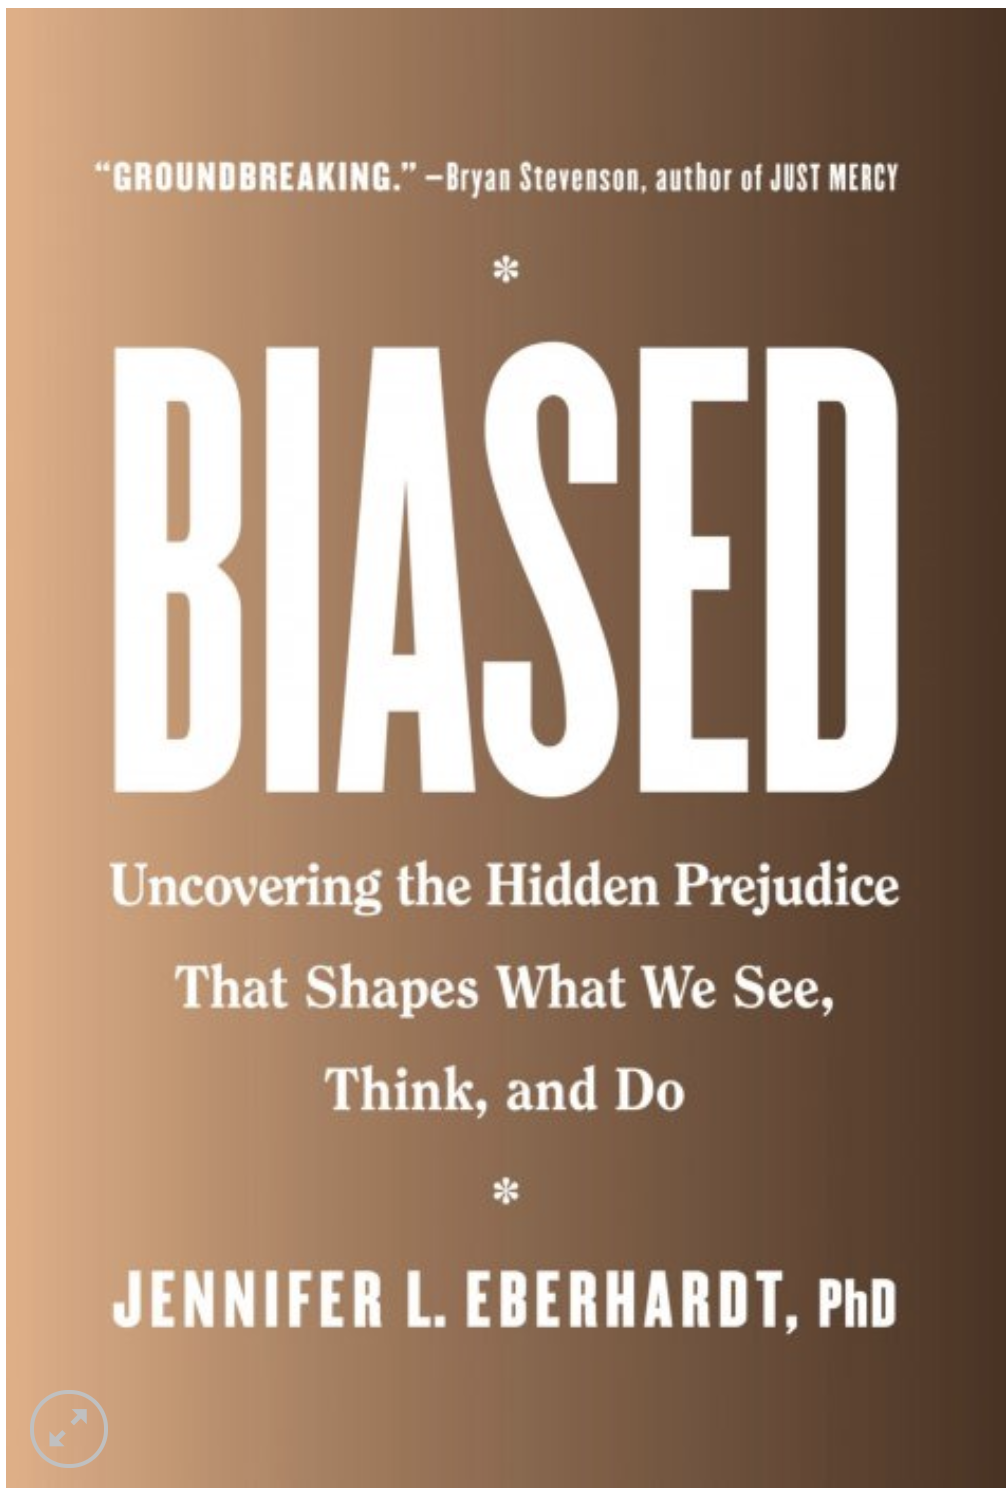 “GROUNDBREAKING.” –Bryan Stevenson, author of JUST MERCY
*
BIASED
Uncovering the Hidden Prejudice
That Shapes What We See,
Think, and Do
*
JENNIFER L. EBERHARDT, PhD